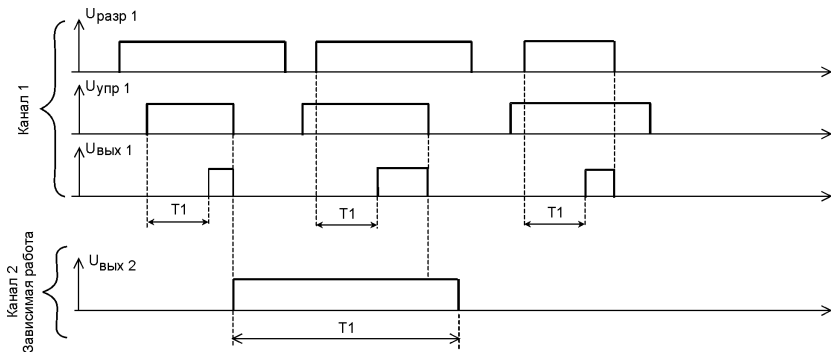 Uразр 1
Канал 1
Uупр 1
Uвых 1
T1
T1
T1
Канал 2
Зависимая работа
Uвых 2
T1